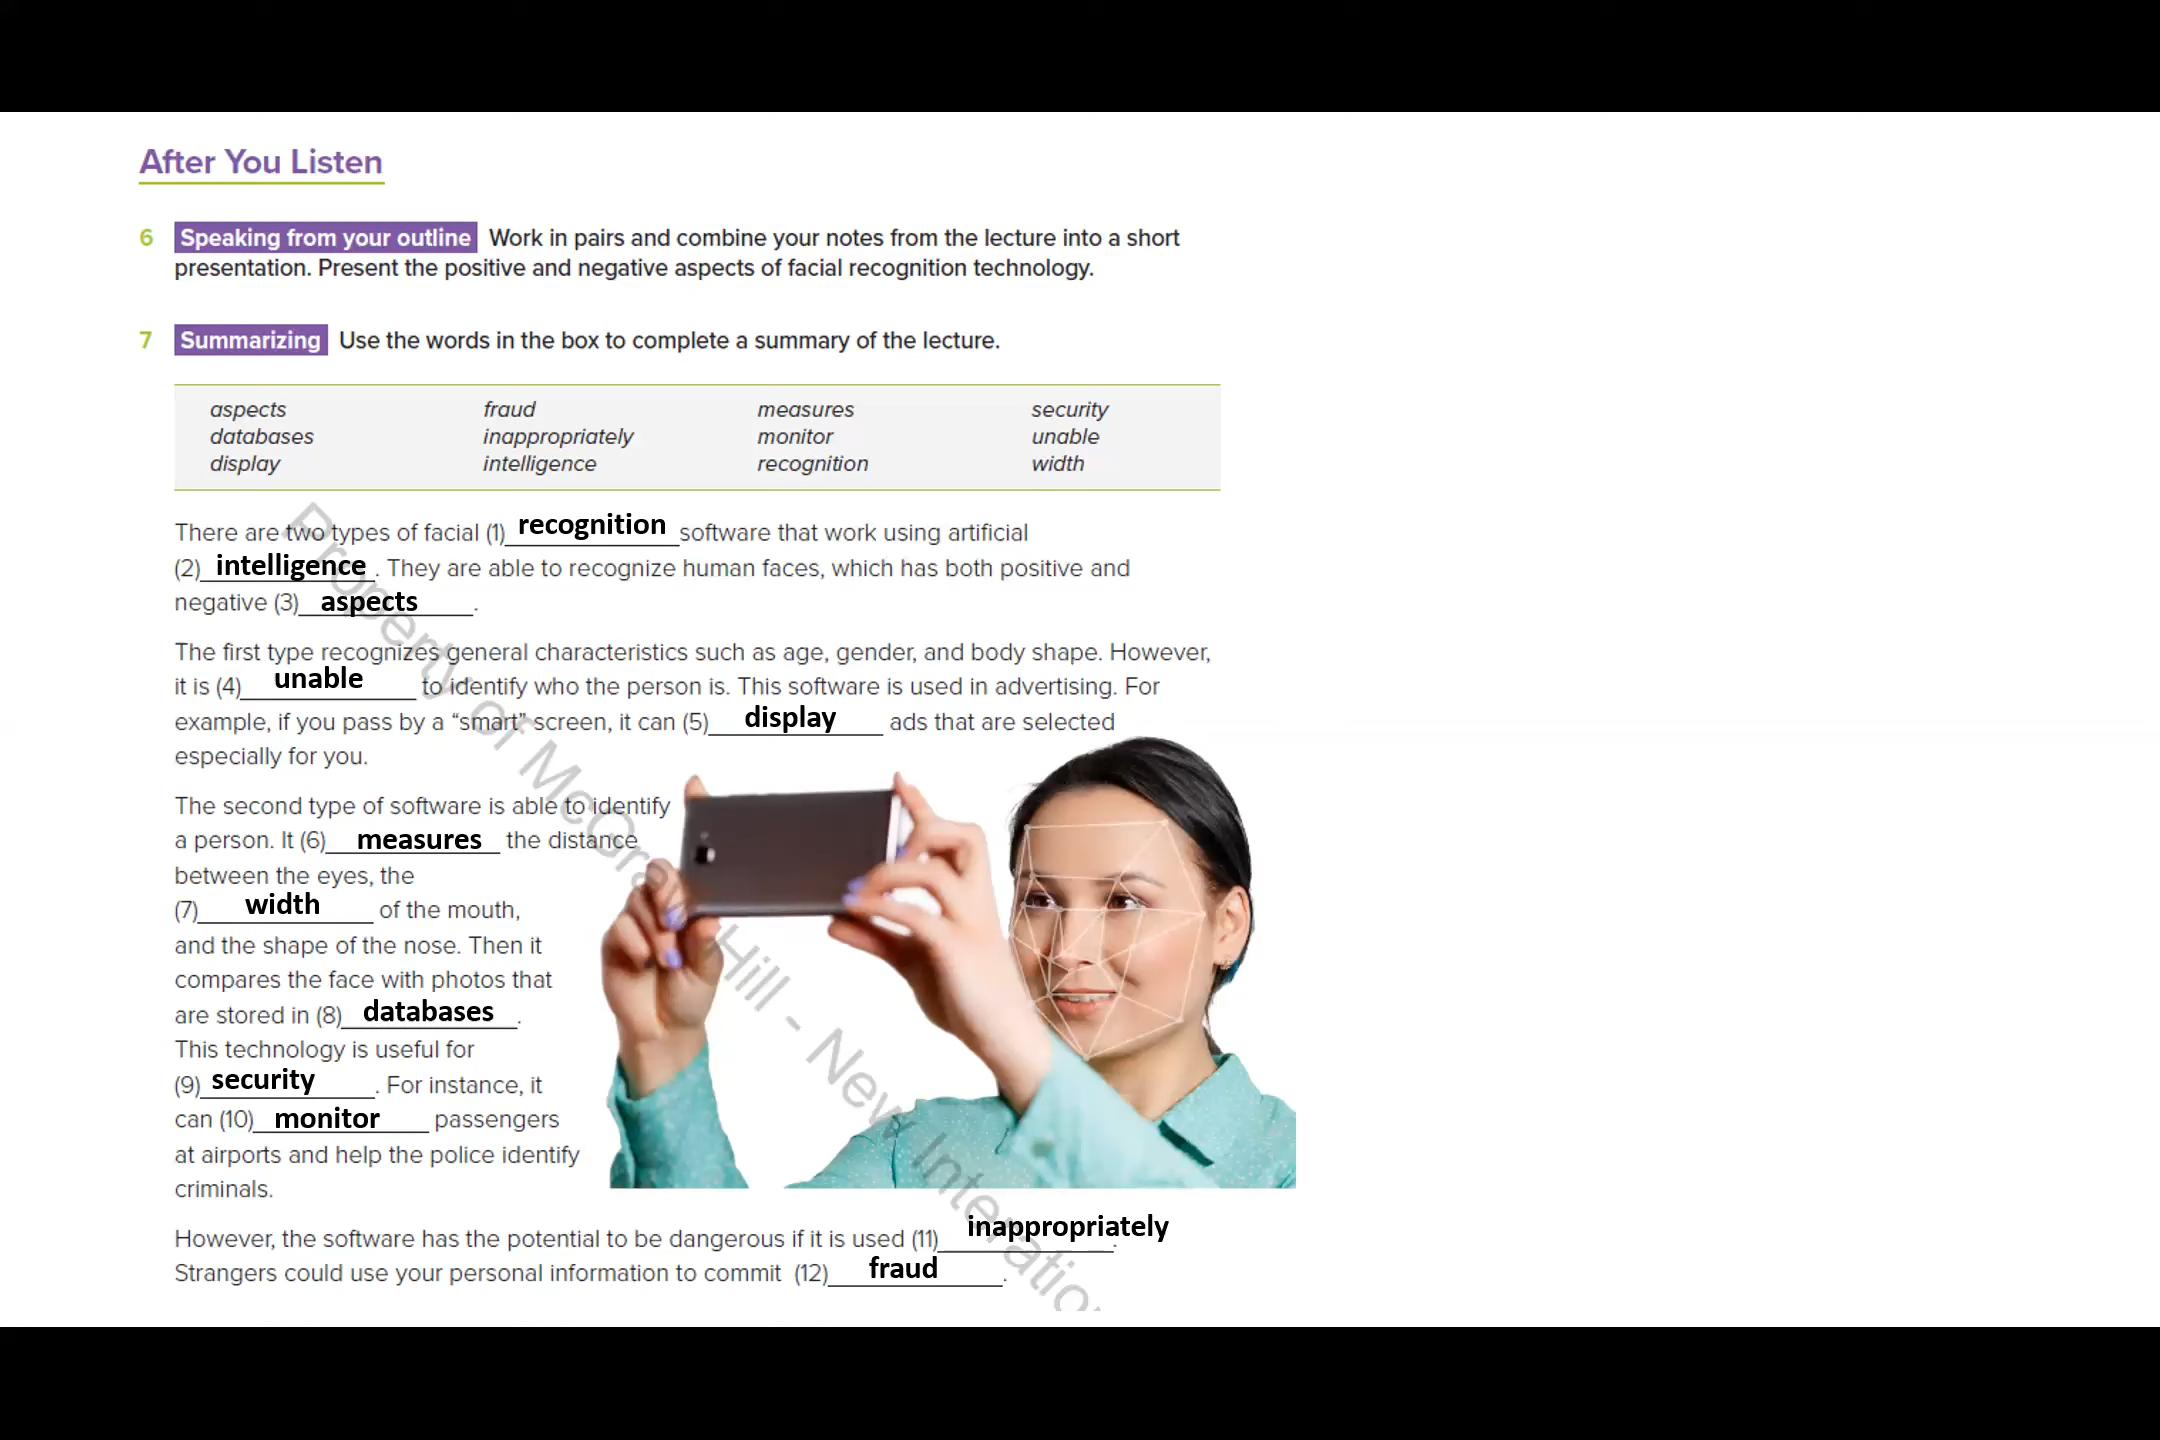 After You Listen
6 Speaking from your outline Work in pairs and combine your notes from the lecture into a short
presentation. Present the positive and negative aspects of facial recognition technology.
7 Summarizing Use the words in the box to complete a summary of the lecture.
aspects fraud measures security
databases inappropriately monitor unable
display intelligence recognition width
There are two types of facial (1) recognition software that work using artificial
(2) intelligence. They are able to recognize human faces, which has both positive and
negative (3) aspects.
The first type recognizes general characteristics such as age, gender, and body shape. However,
it is (4) unable to identify who the person is. This software is used in advertising. For
example, if you pass by a “smart” screen, it can (5) display ads that are selected
especially for you.
The second type of software is able to identify
a person. It (6) measures the distance
between the eyes, the
(7) width of the mouth,
and the shape of the nose. Then it
compares the face with photos that
are stored in (8) databases.
This technology is useful for
(9) security. For instance, it
can (10) monitor passengers
at airports and help the police identify
criminals.
However, the software has the potential to be dangerous if it is used (11) inappropriately.
Strangers could use your personal information to commit (12) fraud.
Property of McGraw Hill - New Interactio